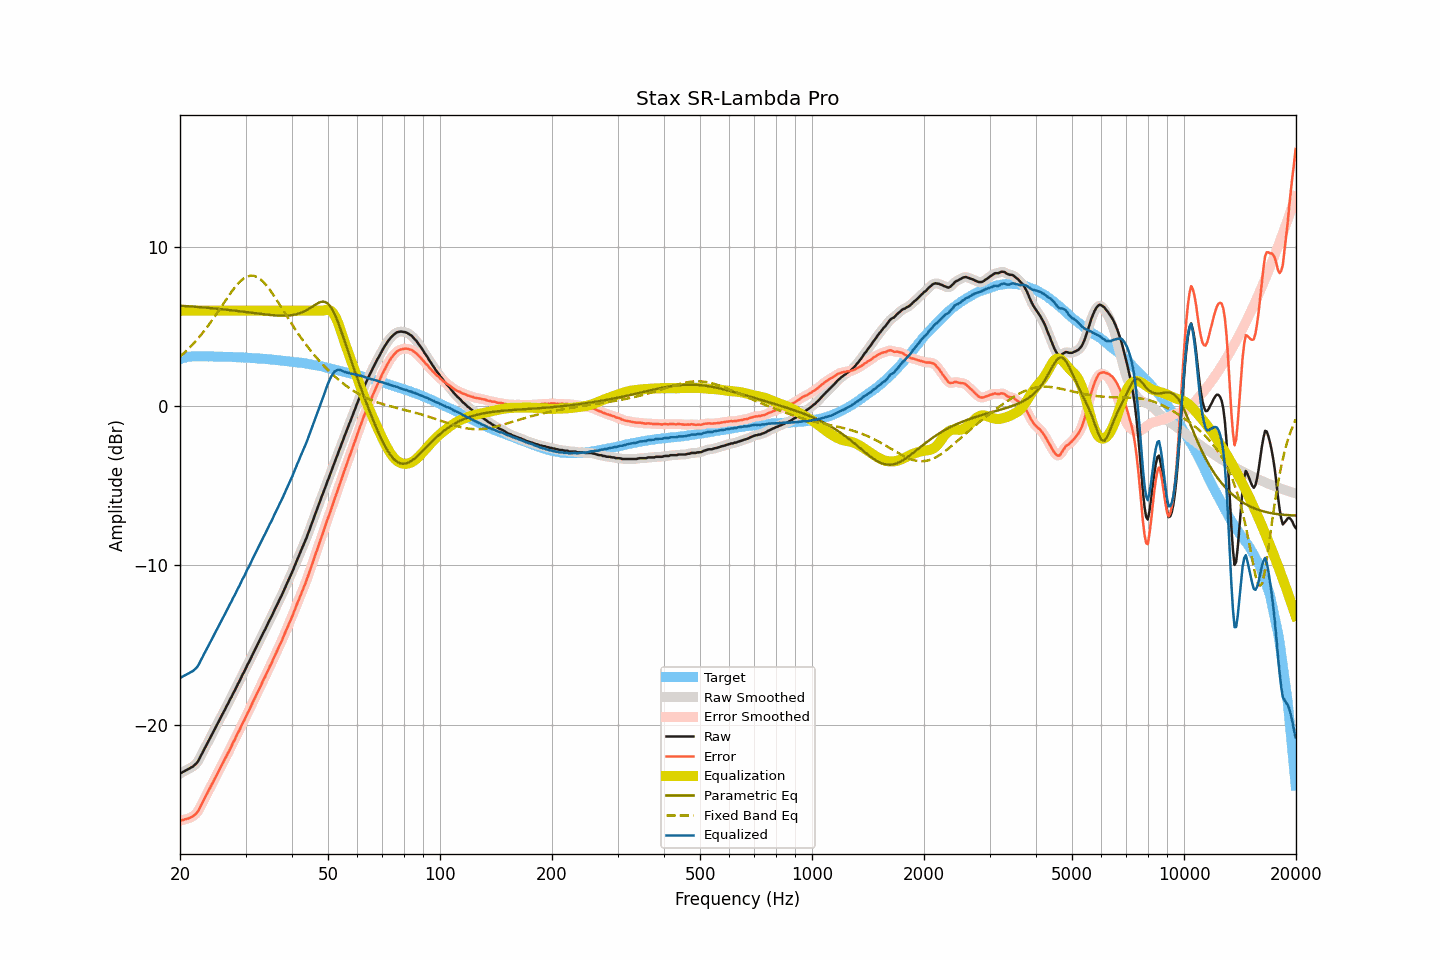 Stax SR-Lambda Pro
Amplitude (dBr)
10
0
−10
−20
Target
Raw Smoothed
Error Smoothed
Raw
Error
Equalization
Parametric Eq
Fixed Band Eq
Equalized
20 50 100 200 500 1000 2000 5000 10000 20000
Frequency (Hz)